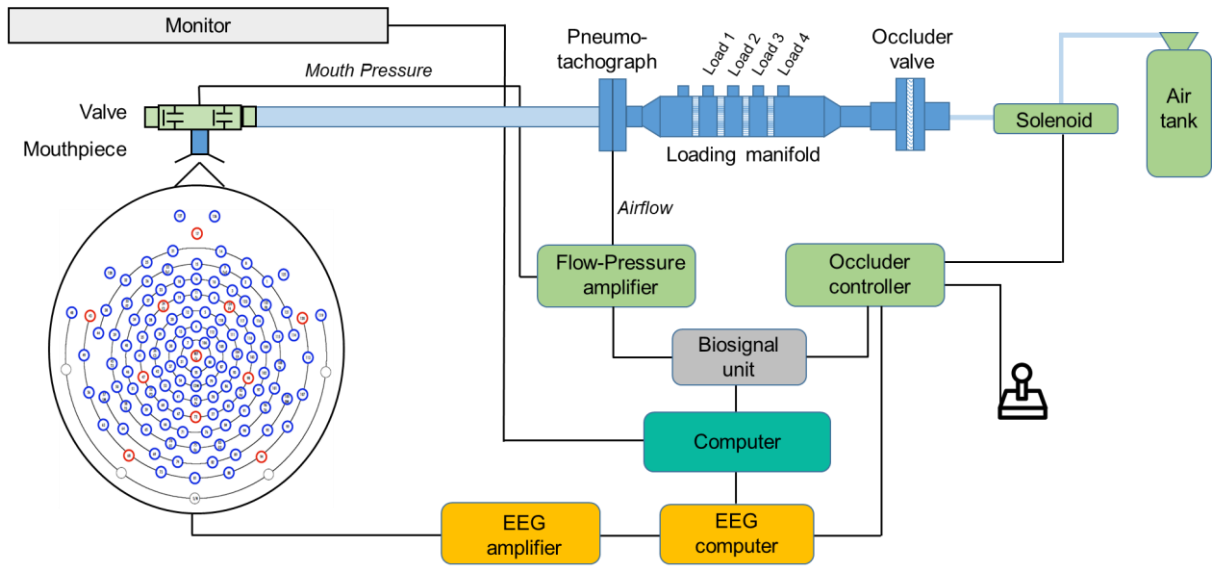 Monitor
Pneumo-
tachograph
Load 1
Load 2
Load 3
Load 4
Occluder
valve
Mouth Pressure
Valve
Mouthpiece
Loading manifold
Solenoid
Air
tank
Airflow
Flow-Pressure
amplifier
Occluder
controller
Biosignal
unit
Computer
EEG
amplifier
EEG
computer